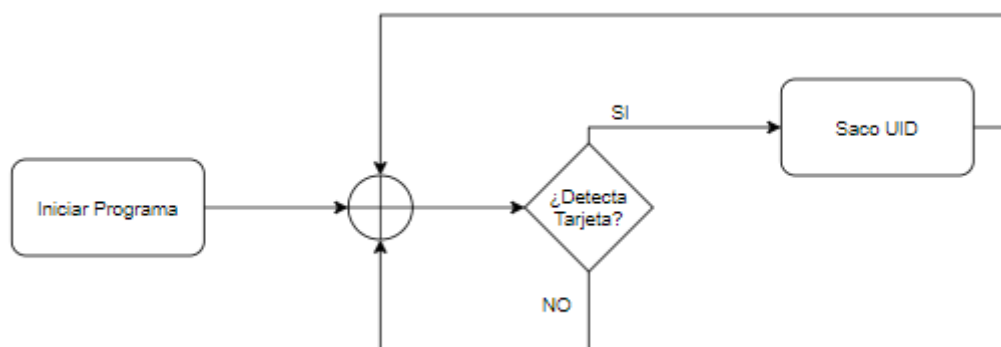 Iniciar Programa
¿Detecta
Tarjeta?
SI
Saco UID
NO